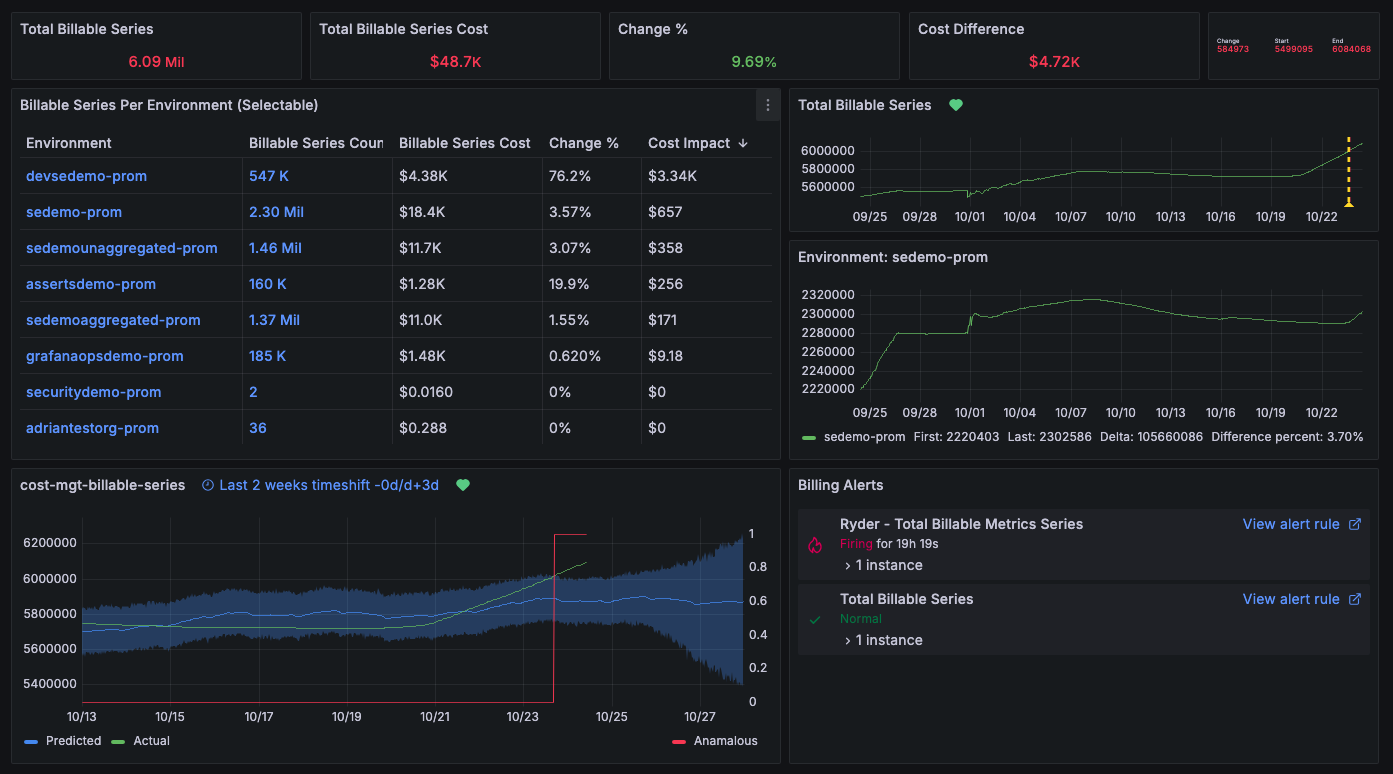 Total Billable Series
6.09 Mil
Total Billable Series Cost
$48.7K
Change %
9.69%
Cost Difference
$4.72K
Change Start End
584973 5499095 6084068
Billable Series Per Environment (Selectable)
Environment Billable Series Coun Billable Series Cost Change % Cost Impact
devsedemo-prom 547 K $4.38K 76.2% $3.34K
sedemo-prom 2.30 Mil $18.4K 3.57% $657
sedemounaggregated-prom 1.46 Mil $11.7K 3.07% $358
assertsdemo-prom 160 K $1.28K 19.9% $256
sedemoaggregated-prom 1.37 Mil $11.0K 1.55% $171
grafanaopsdemo-prom 185 K $1.48K 0.620% $9.18
securitydemo-prom 2 $0.0160 0% $0
adriantestorg-prom 36 $0.288 0% $0
Total Billable Series
6000000
5800000
5600000
09/25 09/28 10/01 10/04 10/07 10/10 10/13 10/16 10/19 10/22
Environment: sedemo-prom
2320000
2300000
2280000
2260000
2240000
2220000
09/25 09/28 10/01 10/04 10/07 10/10 10/13 10/16 10/19 10/22
sedemo-prom First: 2220403 Last: 2302586 Delta: 105660086 Difference percent: 3.70%
cost-mgt-billable-series Last 2 weeks timeshift -0d/d+3d
6200000
6000000
5800000
5600000
5400000
1
0.8
0.6
0.4
0.2
0
10/13 10/15 10/17 10/19 10/21 10/23 10/25 10/27
Predicted Actual Anamalous
Billing Alerts
Ryder - Total Billable Metrics Series View alert rule
Firing for 19h 19s
1 instance
Total Billable Series View alert rule
Normal
1 instance